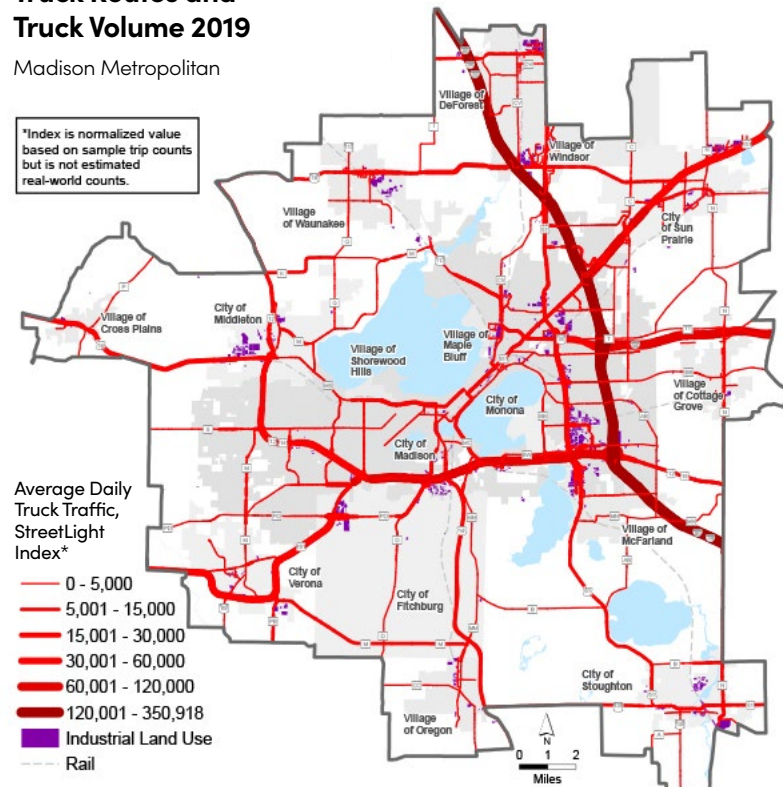 Truck Routes and
Truck Volume 2019
Madison Metropolitan
*Index is normalized value
based on sample trip counts
but is not estimated
real-world counts.
Village of
DeForest
Village of
Windsor
Village
of Waunakee
City
of Sun
Prairie
Village of
Cross Plains
City of
Middleton
Village of
Shorewood
Hills
Village of
Maple
Bluff
City of
Monona
Village
of Cottage
Grove
City of
Madison
Average Daily
Truck Traffic,
StreetLight
Index*
0 - 5,000
5,001 - 15,000
15,001 - 30,000
30,001 - 60,000
60,001 - 120,000
120,001 - 350,918
Industrial Land Use
Rail
Village of
McFarland
City of
Verona
City of
Fitchburg
City of
Stoughton
Village
of Oregon
N
0 1 2
Miles